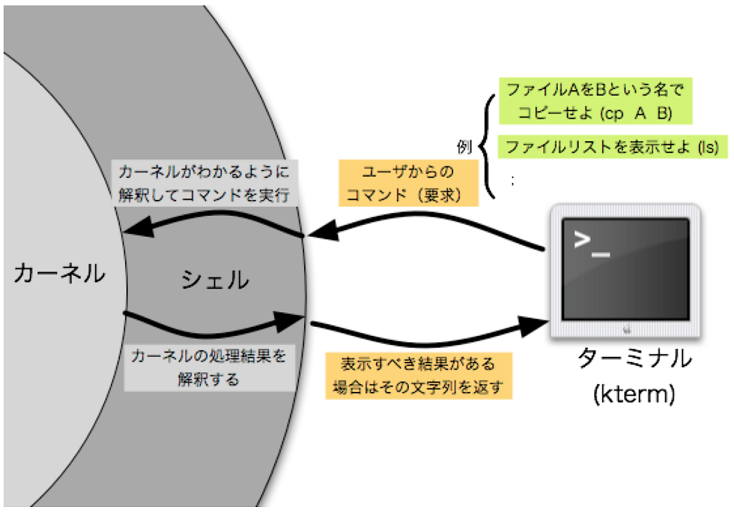 ファイルAをBという名で
コピーせよ (cp A B)
例
ファイルリストを表示せよ (ls)
:
カーネルがわかるように
解釈してコマンドを実行
ユーザからの
コマンド（要求）
>_
カーネル
シェル
カーネルの処理結果を
解釈する
表示すべき結果がある
場合はその文字列を返す
ターミナル
(kterm)